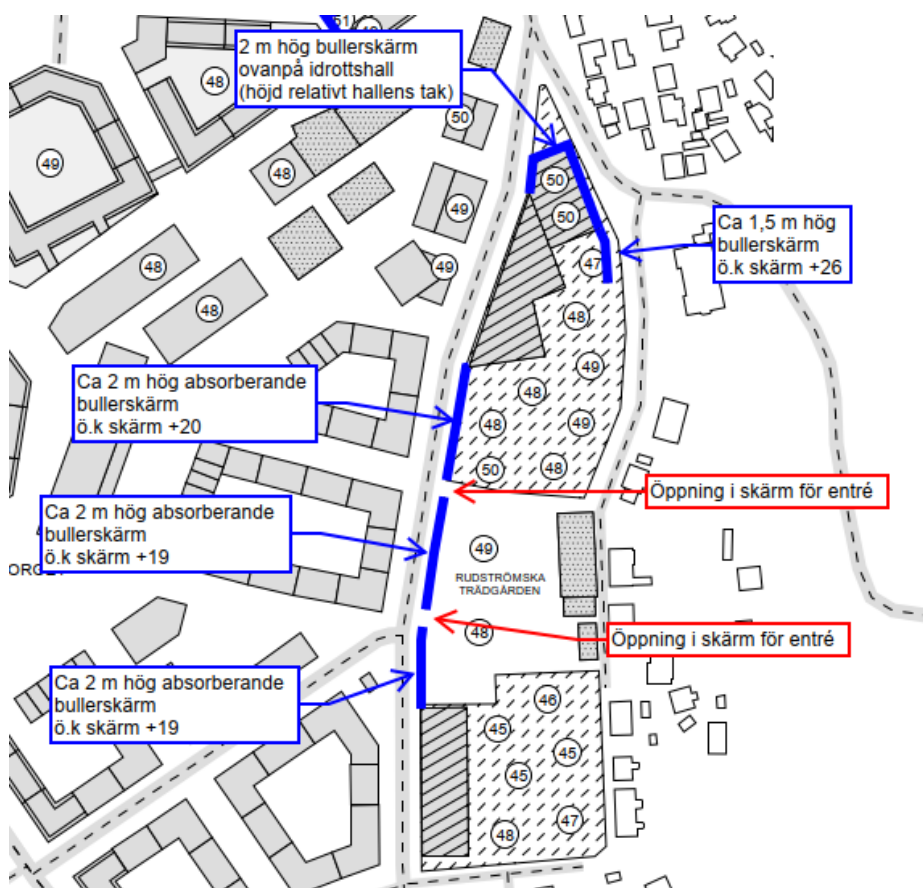 51
48
2 m hög bullerskärm
ovanpå idrottshall
(höjd relativt hallens tak)
48
50
49
48
50
49
50
Ca 1,5 m hög
bullerskärm
ö.k skärm +26
48
49
47
48
48
Ca 2 m hög absorberande
bullerskärm
ö.k skärm +20
49
48
48
49
50
48
Öppning i skärm för entré
Ca 2 m hög absorberande
bullerskärm
ö.k skärm +19
49
RUDSTRÖMSKA
TRÄDGÅRDEN
48
Öppning i skärm för entré
Ca 2 m hög absorberande
bullerskärm
ö.k skärm +19
46
45
45
45
47
48